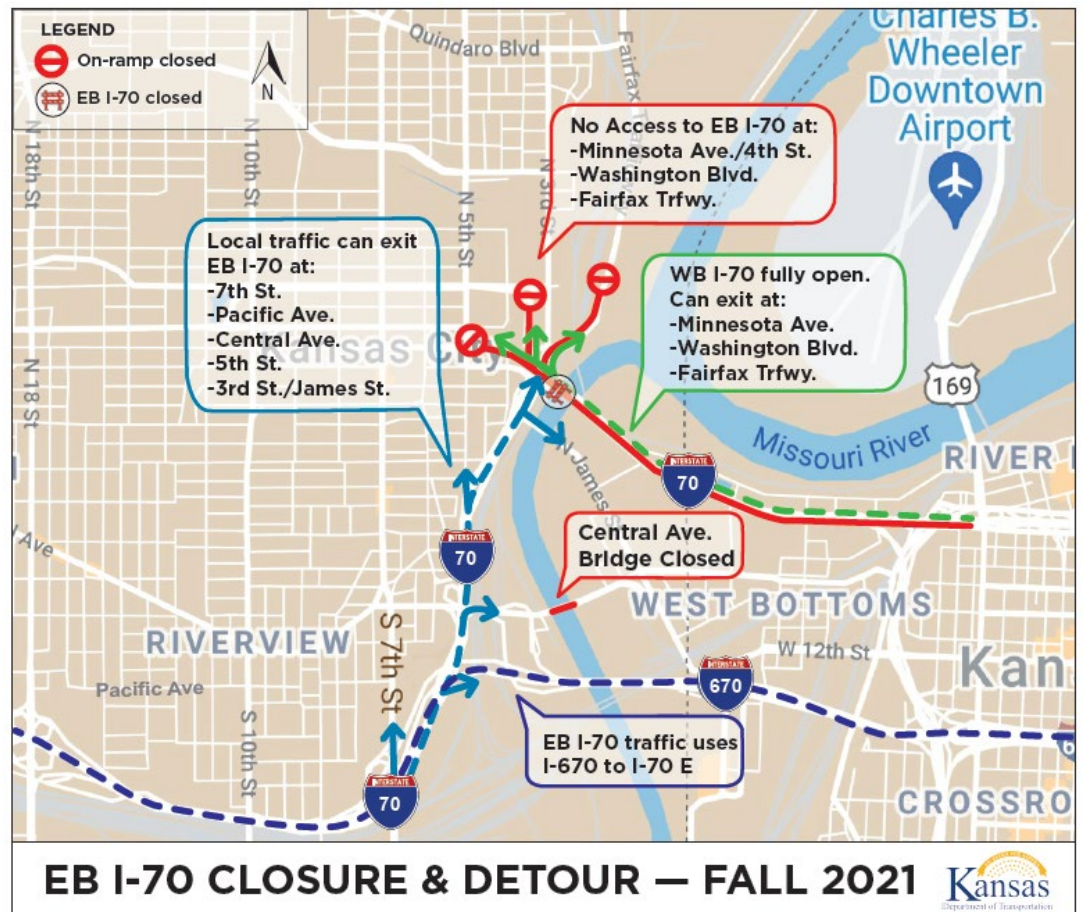 LEGEND
On-ramp closed
EB I-70 closed
N
Quindaro Blvd
Charles B.
Wheeler
Downtown
Airport
N 18th St
N 10th St
N 5th St
N 3rd St
No Access to EB I-70 at:
-Minnesota Ave./4th St.
-Washington Blvd.
-Fairfax Trfwy.
Local traffic can exit
EB I-70 at:
-7th St.
-Pacific Ave.
-Central Ave.
-5th St.
-3rd St./James St.
WB I-70 fully open.
Can exit at:
-Minnesota Ave.
-Washington Blvd.
-Fairfax Trfwy.
Kansas City
N 18 St
169
Missouri River
RIVER
N James S
INTERSTATE
70
Ave
INTERSTATE
70
Central Ave.
Bridge Closed
WEST BOTTOMS
RIVERVIEW
S 7th St
W 12th St
Kan
INTERSTATE
670
Pacific Ave
S 10th St
EB I-70 traffic uses
I-670 to I-70 E
INTERSTATE
70
6
CROSSRO
EB I-70 CLOSURE & DETOUR — FALL 2021
Kansas
Department of Transportation